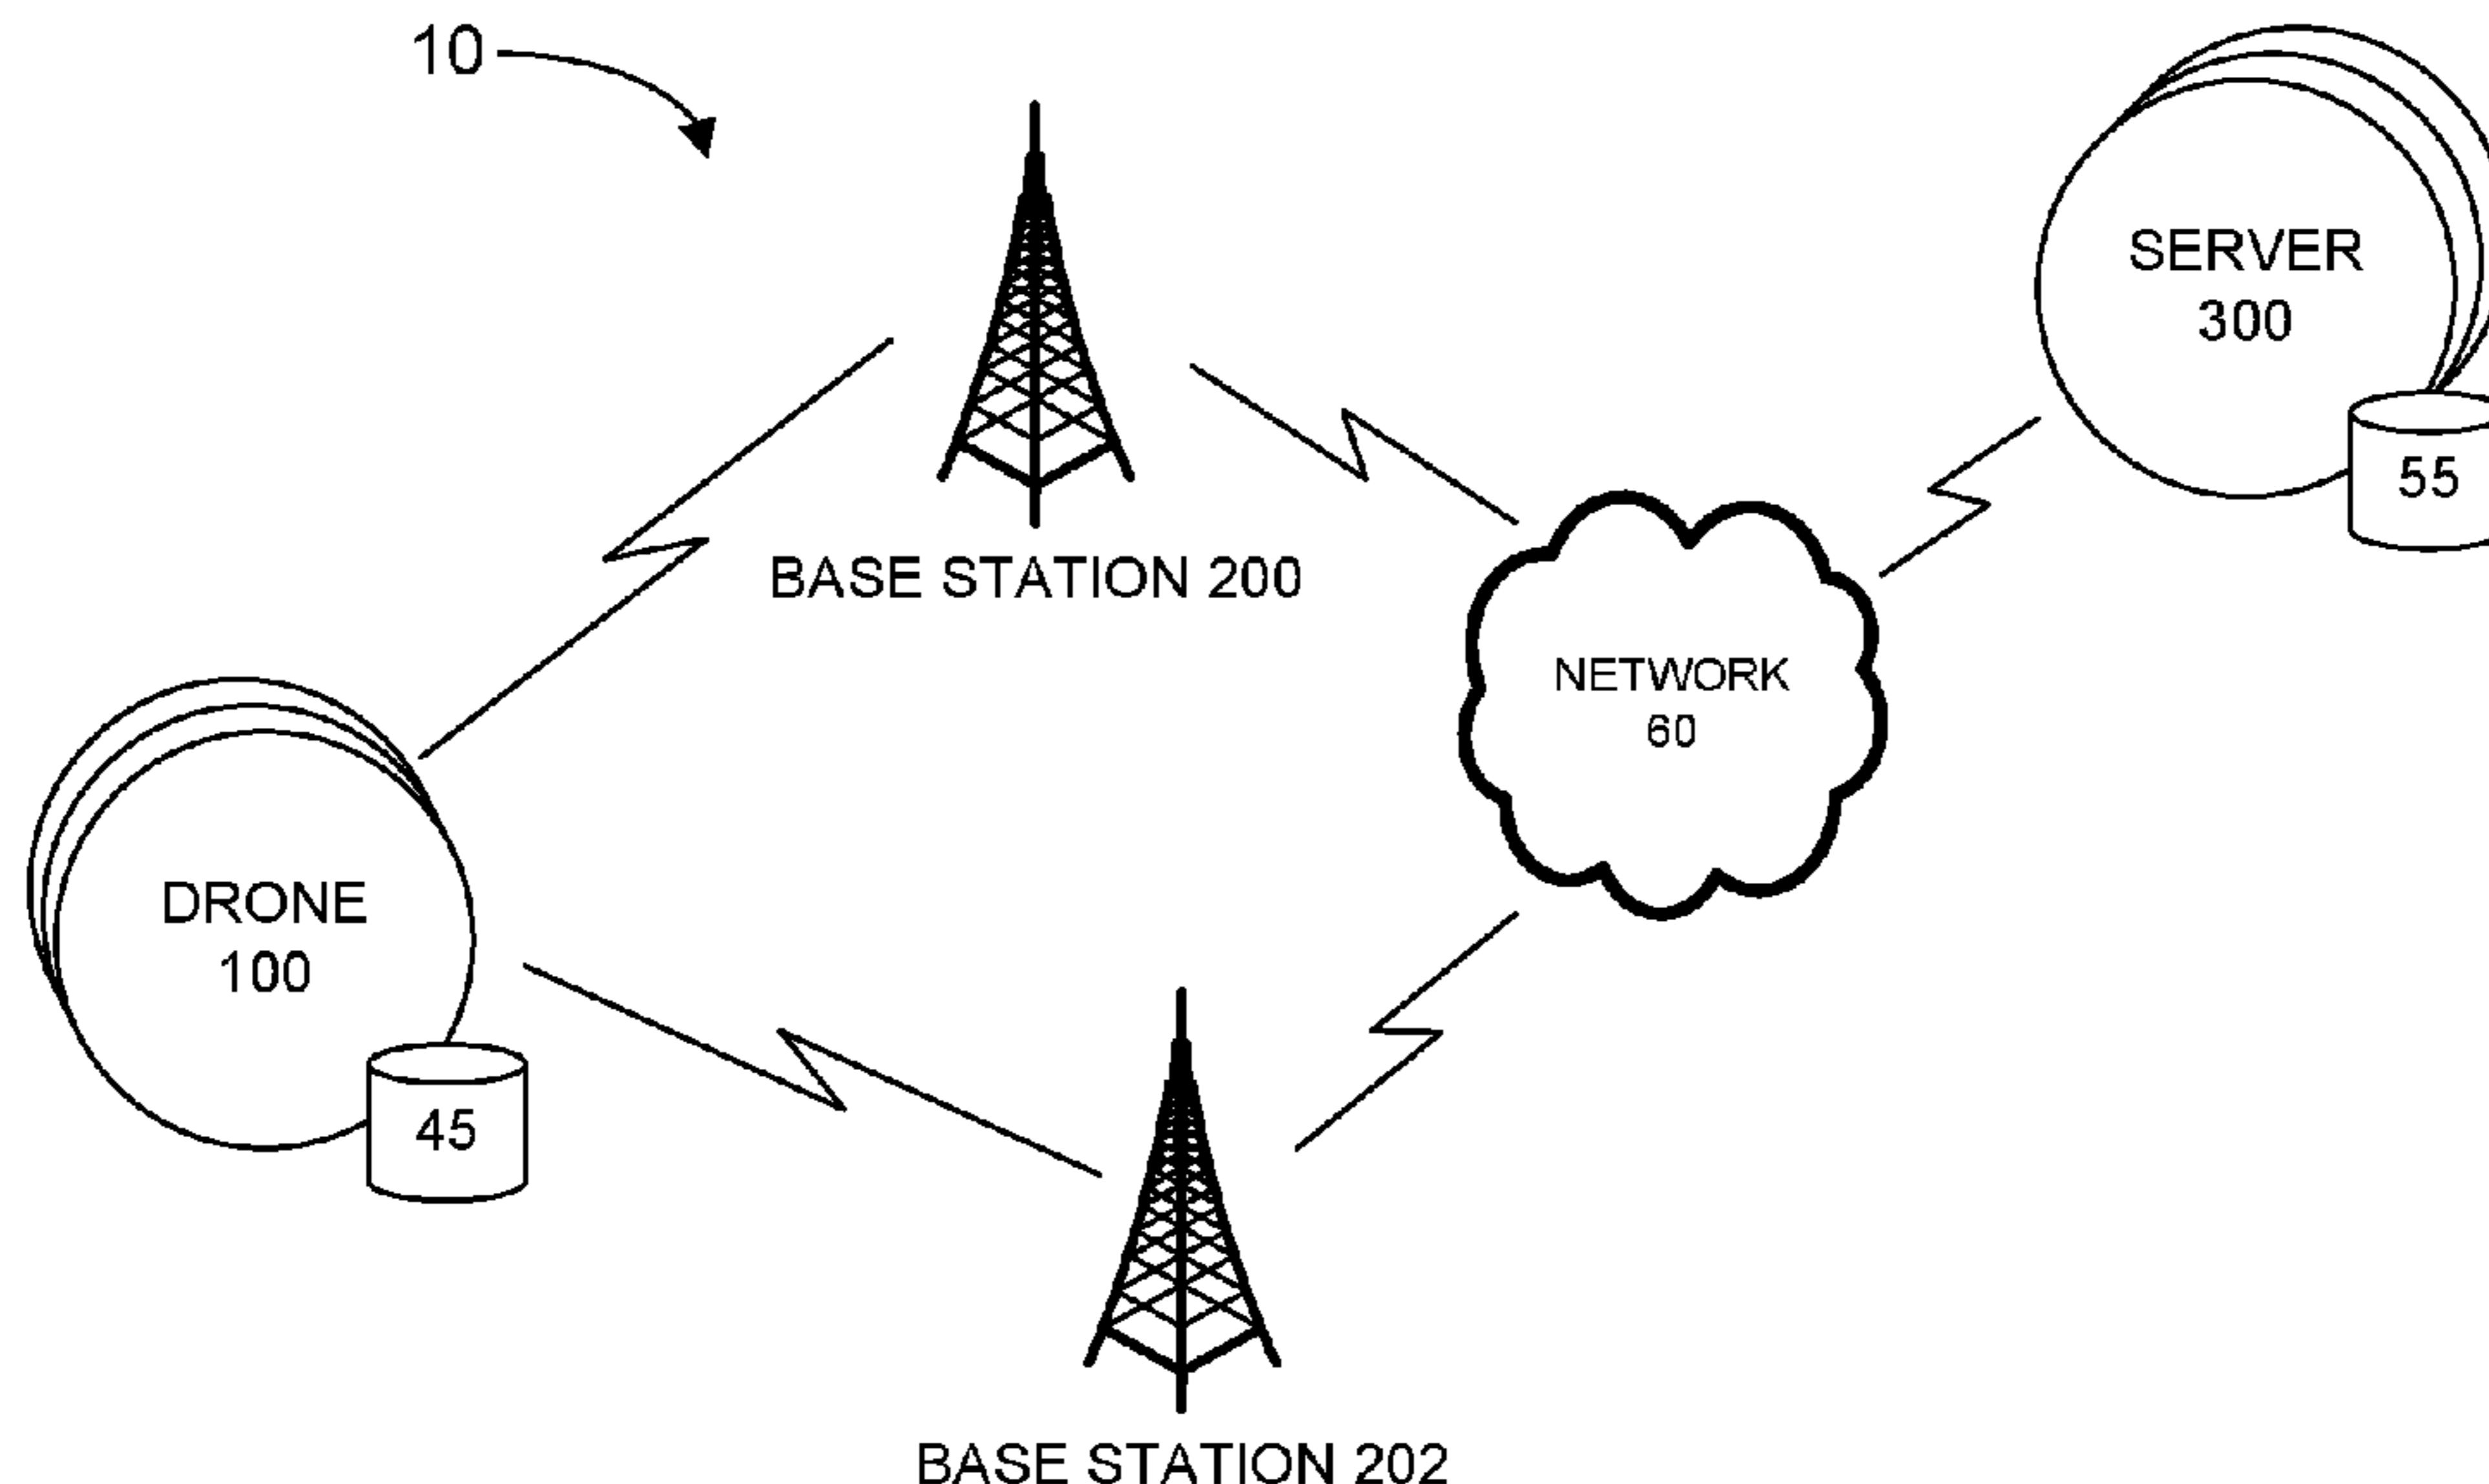 10
SERVER
300
55
BASE STATION 200
NETWORK
60
DRONE
100
45
BASE STATION 202